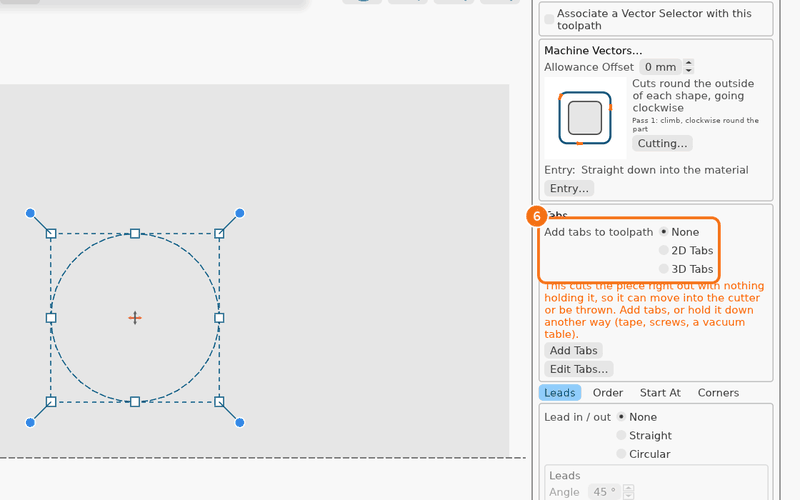 Associate a Vector Selector with this
toolpath
Machine Vectors...
Allowance Offset 0 mm
Cuts round the outside
of each shape, going
clockwise
Pass 1: climb, clockwise round the
part
Cutting...
Entry: Straight down into the material
Entry...
Tabs
6
Add tabs to toolpath None
2D Tabs
3D Tabs
This cuts the piece right out with nothing
holding it, so it can move into the cutter
or be thrown. Add tabs, or hold it down
another way (tape, screws, a vacuum
table).
Add Tabs
Edit Tabs...
Leads Order Start At Corners
Lead in / out None
Straight
Circular
Leads
Angle 45 °